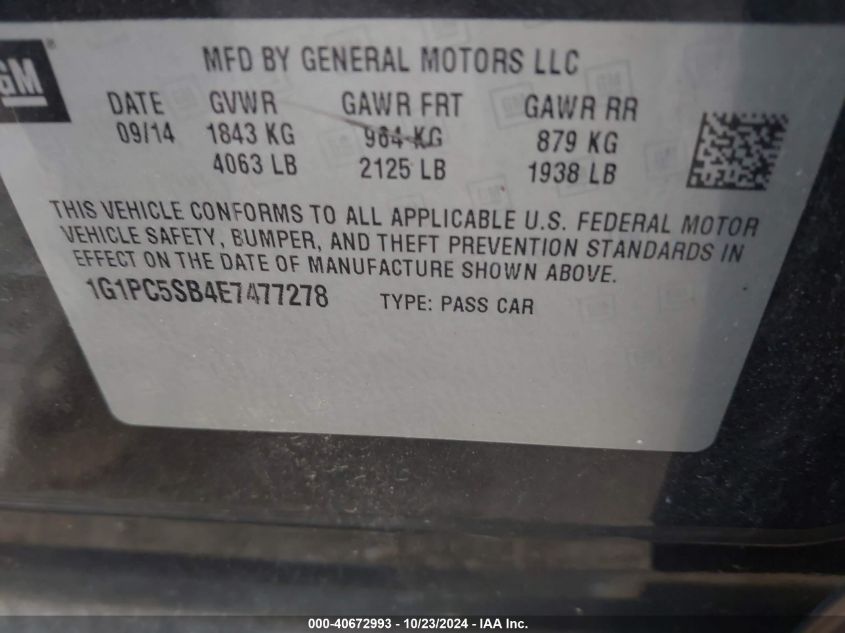 GM ®
MFD BY GENERAL MOTORS LLC
DATE GVWR GAWR FRT GAWR RR
09/14 1843 KG 964 KG 879 KG
4063 LB 2125 LB 1938 LB
THIS VEHICLE CONFORMS TO ALL APPLICABLE U.S. FEDERAL MOTOR
VEHICLE SAFETY, BUMPER, AND THEFT PREVENTION STANDARDS IN
EFFECT ON THE DATE OF MANUFACTURE SHOWN ABOVE.
1G1PC5SB4E7477278 TYPE: PASS CAR
000-40672993 - 10/23/2024 - IAA Inc.